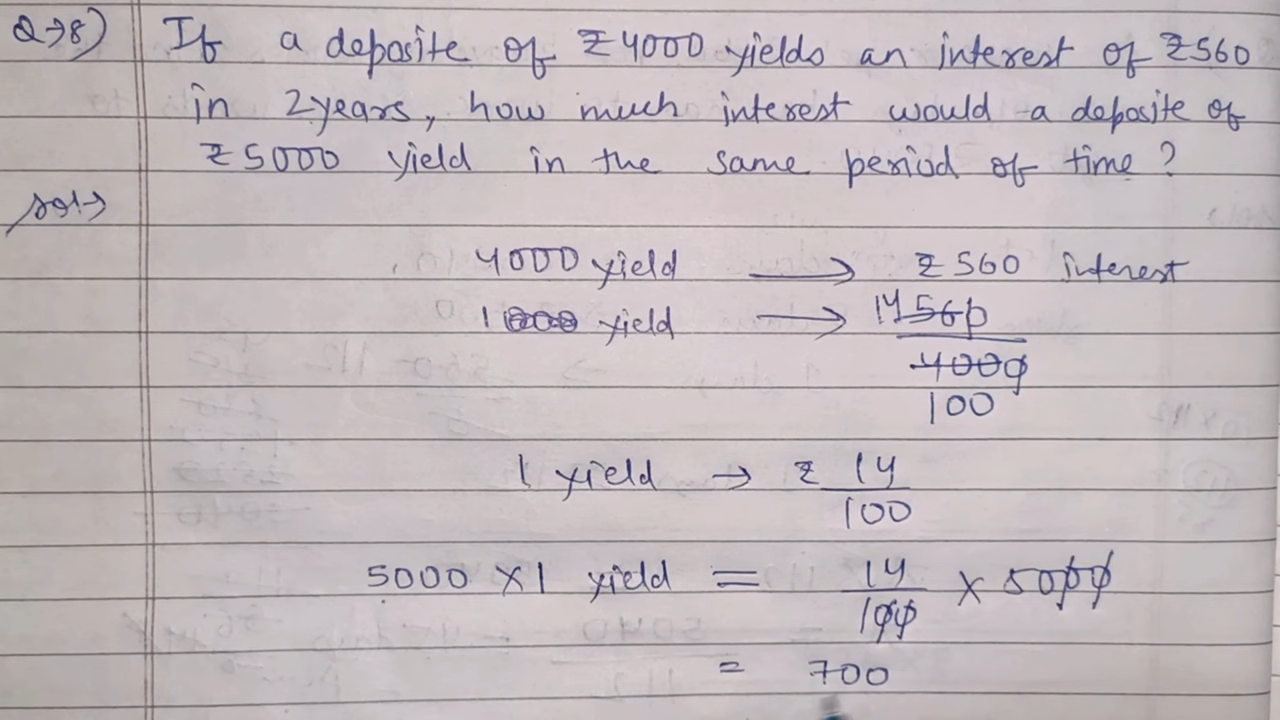 Q→8) If a deposite of ₹4000 yields an interest of ₹560
in 2years, how much interest would a deposite of
₹5000 yield in the same period of time?
Sol→
4000 yield → ₹560 interest
1 yield → 14 560
4000
100
1 yield → ₹ 14
100
5000 × 1 yield = 14 × 5000
100
= 700